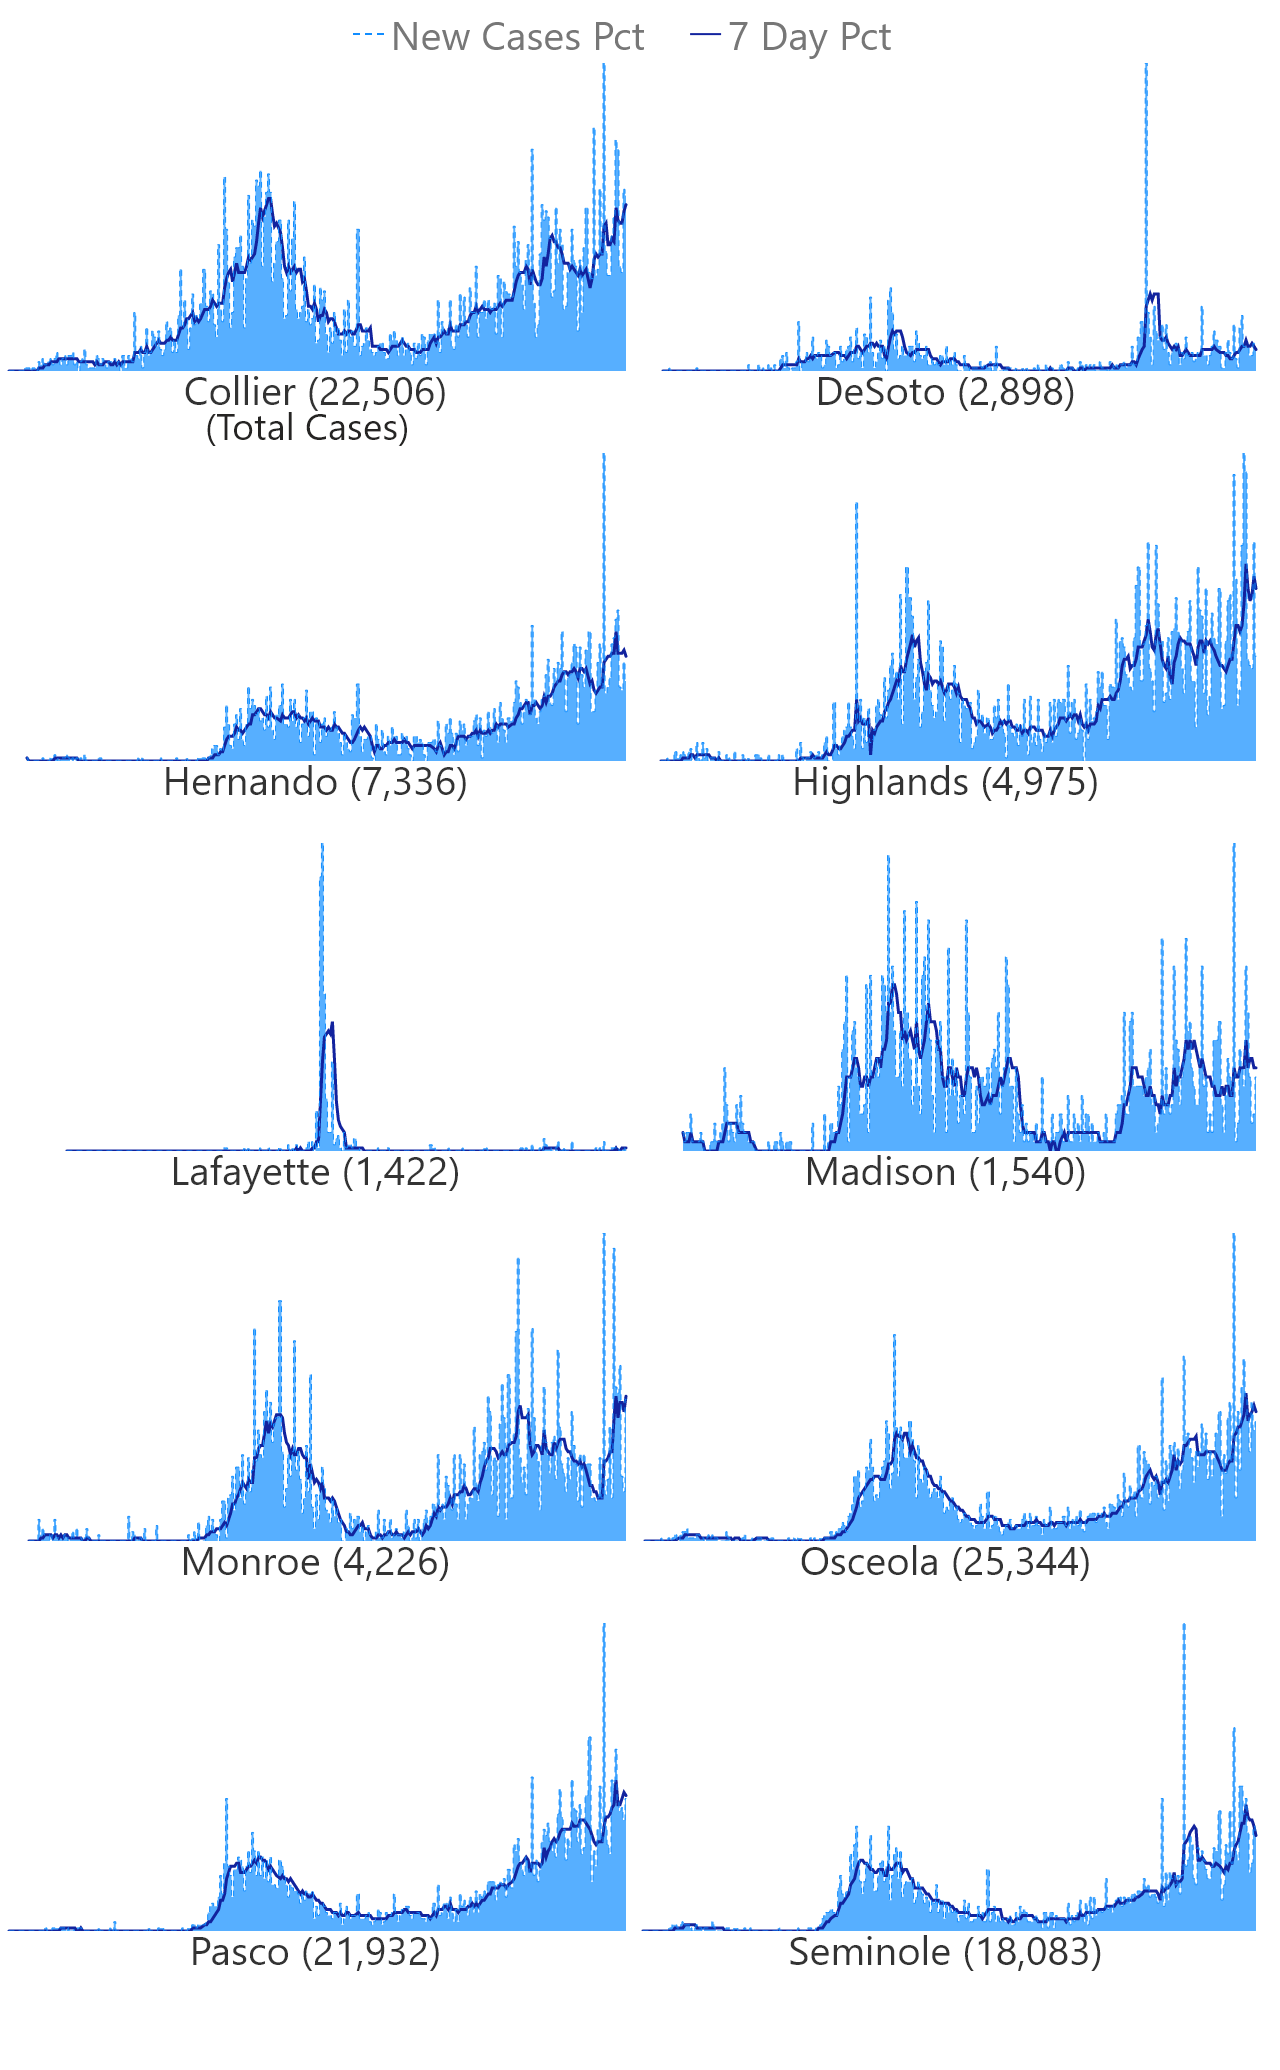 New Cases Pct 7 Day Pct
Collier (22,506) DeSoto (2,898)
(Total Cases)
Hernando (7,336) Highlands (4,975)
Lafayette (1,422) Madison (1,540)
Monroe (4,226) Osceola (25,344)
Pasco (21,932) Seminole (18,083)